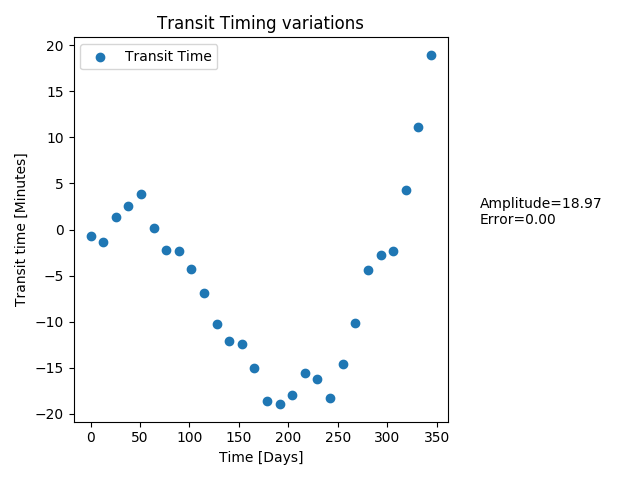 Transit Timing variations
Transit Time
20
15
10
5
0
−5
−10
−15
−20
Transit time [Minutes]
0 50 100 150 200 250 300 350
Time [Days]
Amplitude=18.97
Error=0.00